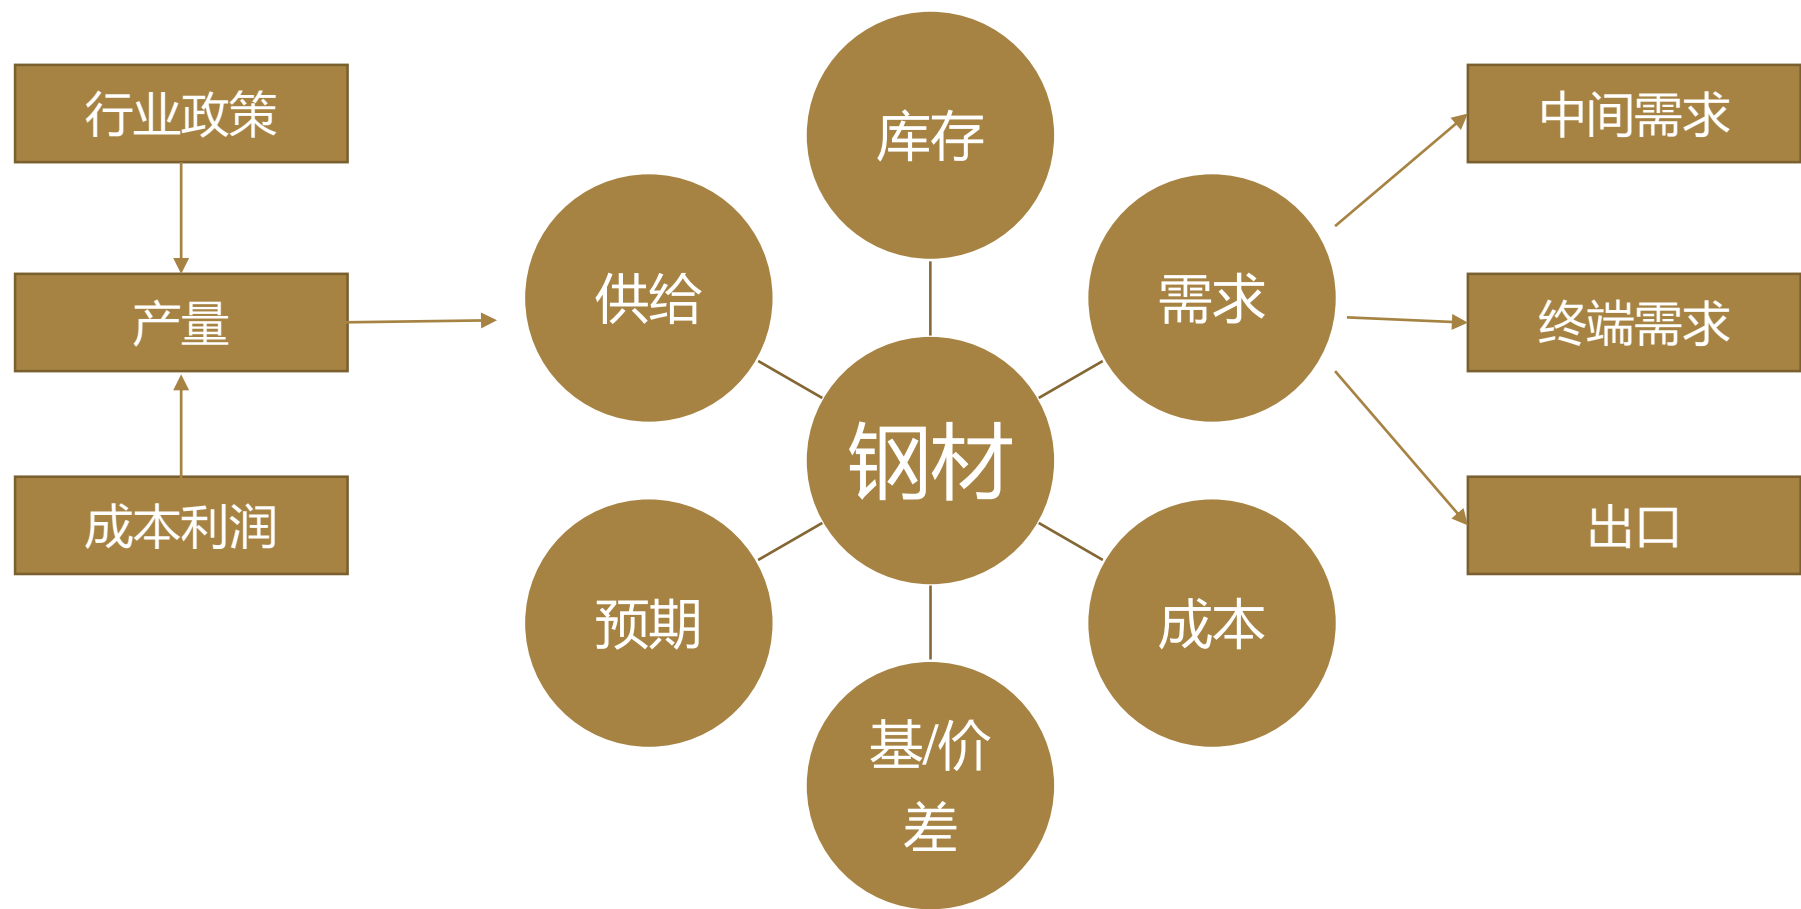 行业政策
产量
成本利润
库存
供给
需求
钢材
预期
成本
基/价
差
中间需求
终端需求
出口